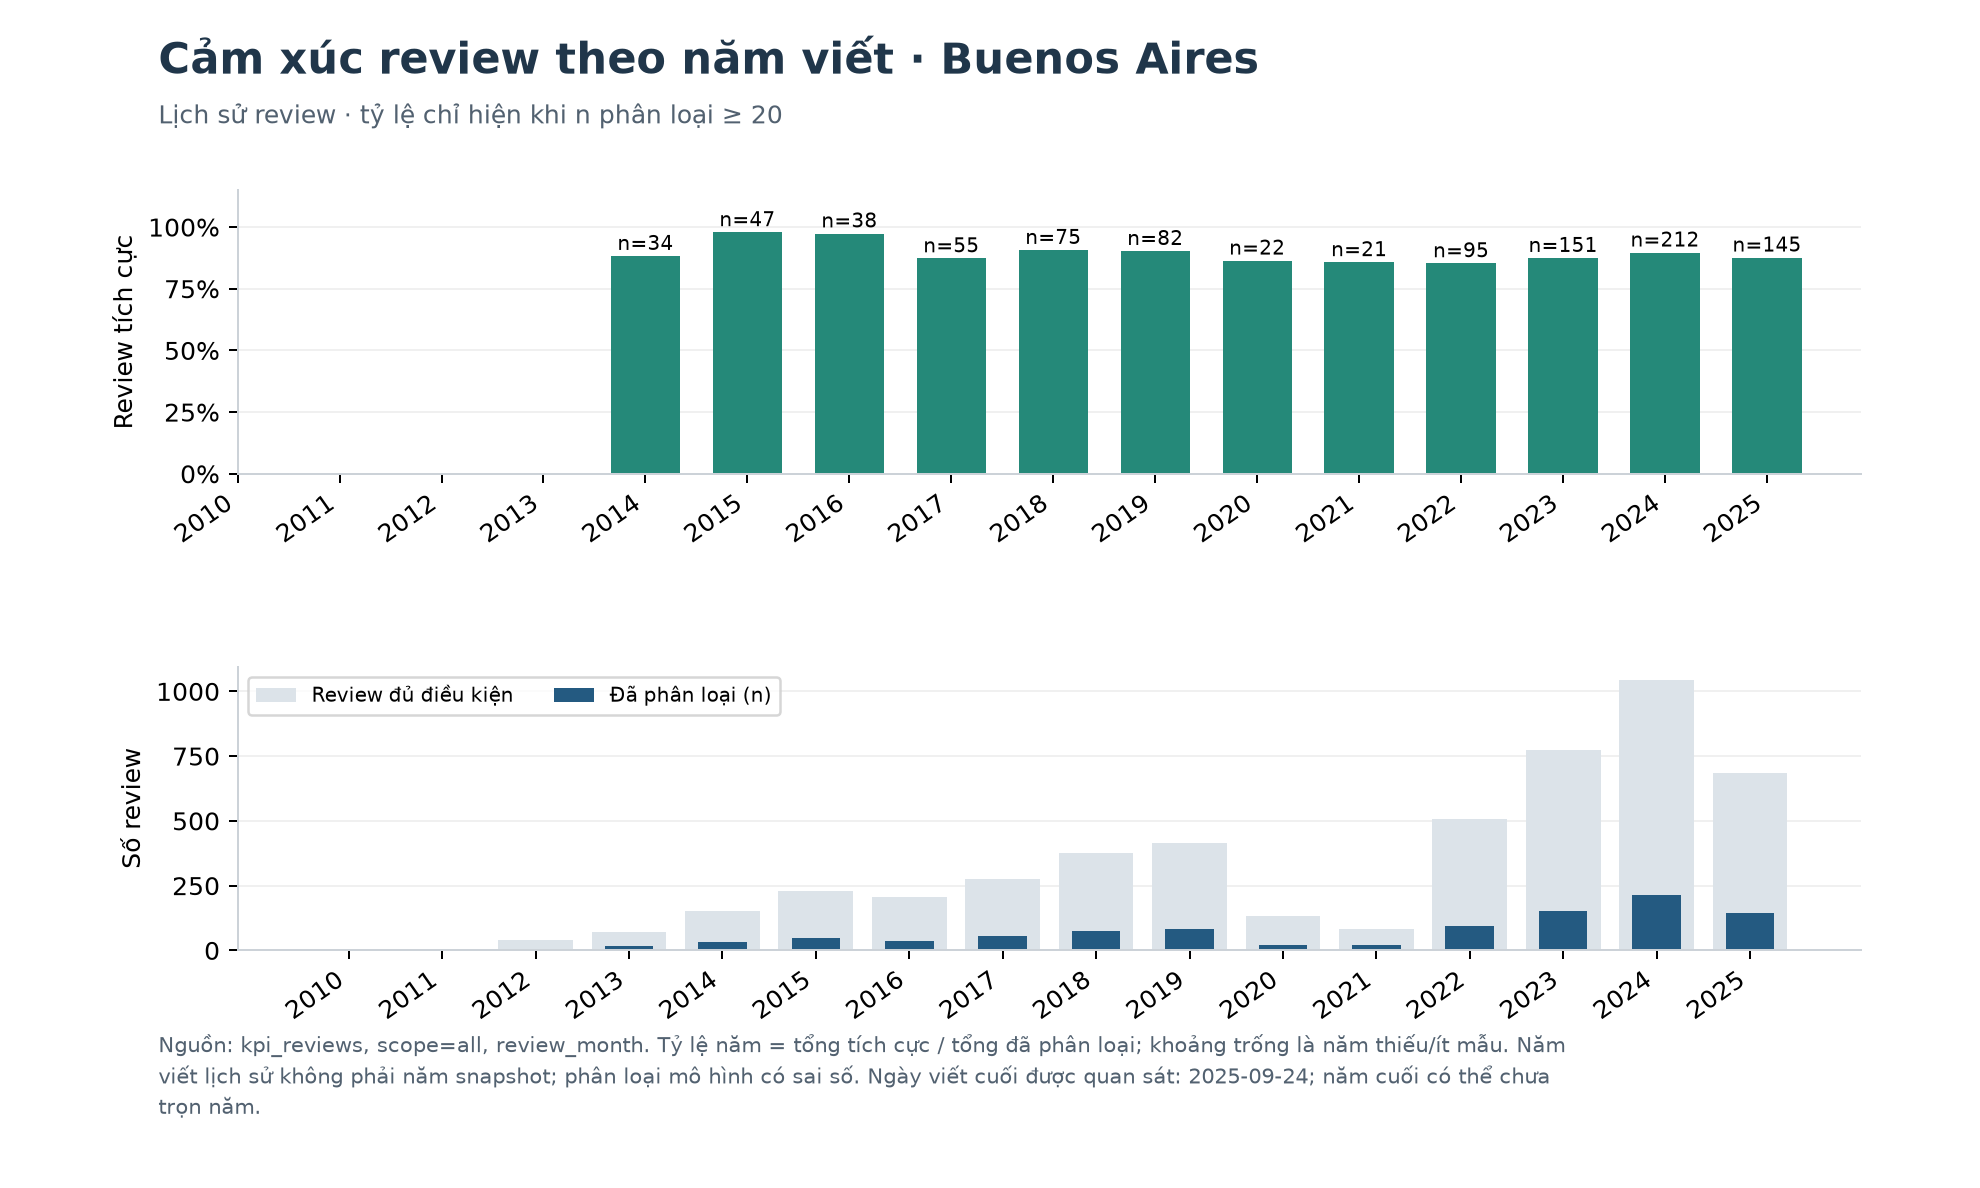 Cảm xúc review theo năm viết · Buenos Aires
Lịch sử review · tỷ lệ chỉ hiện khi n phân loại ≥ 20
Review tích cực
100%
75%
50%
25%
0%
n=34
n=47
n=38
n=55
n=75
n=82
n=22
n=21
n=95
n=151
n=212
n=145
2010
2011
2012
2013
2014
2015
2016
2017
2018
2019
2020
2021
2022
2023
2024
2025
Số review
1000
750
500
250
0
Review đủ điều kiện
Đã phân loại (n)
2010
2011
2012
2013
2014
2015
2016
2017
2018
2019
2020
2021
2022
2023
2024
2025
Nguồn: kpi_reviews, scope=all, review_month. Tỷ lệ năm = tổng tích cực / tổng đã phân loại; khoảng trống là năm thiếu/ít mẫu. Năm
viết lịch sử không phải năm snapshot; phân loại mô hình có sai số. Ngày viết cuối được quan sát: 2025-09-24; năm cuối có thể chưa
trọn năm.